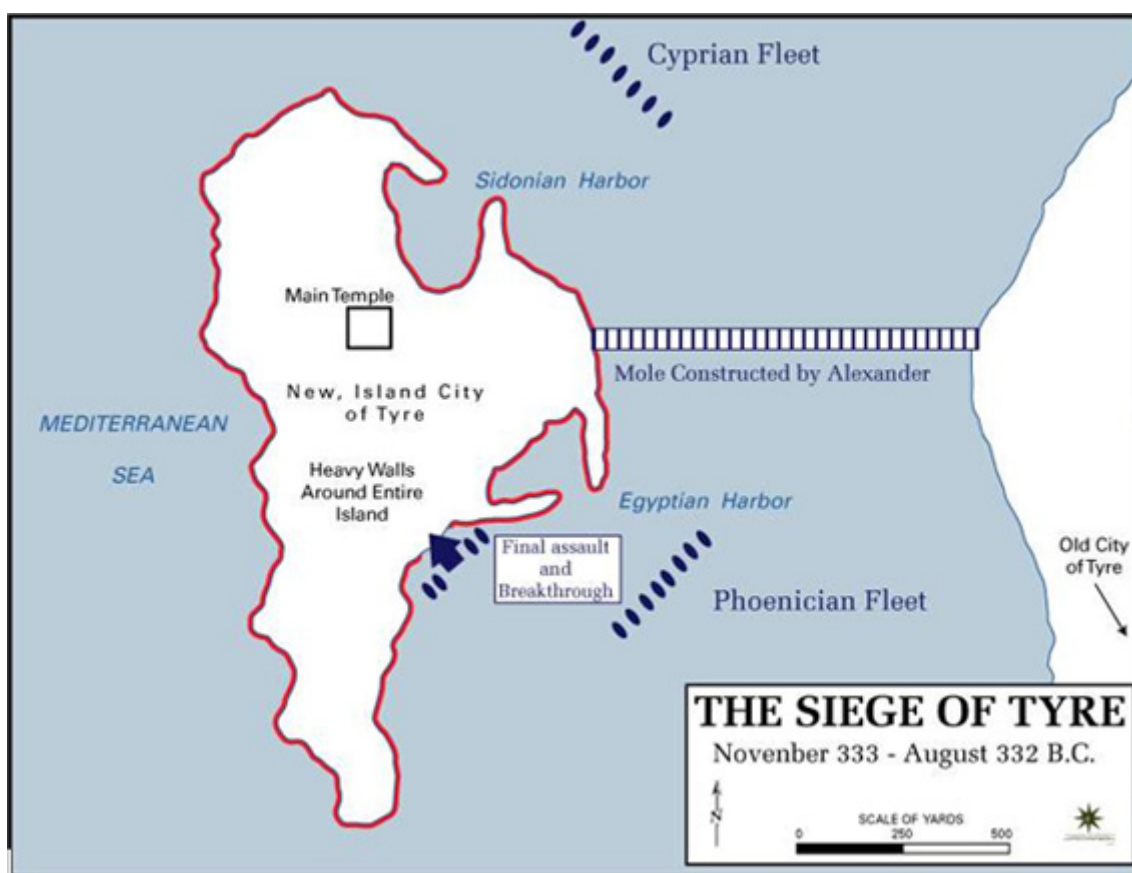 Cyprian Fleet
Sidonian Harbor
Main Temple
Mole Constructed by Alexander
New, Island City
of Tyre
MEDITERRANEAN
SEA
Heavy Walls
Around Entire
Island
Egyptian Harbor
Final assault
and
Breakthrough
Old City
of Tyre
Phoenician Fleet
THE SIEGE OF TYRE
Novenber 333 - August 332 B.C.
N
SCALE OF YARDS
0 250 500